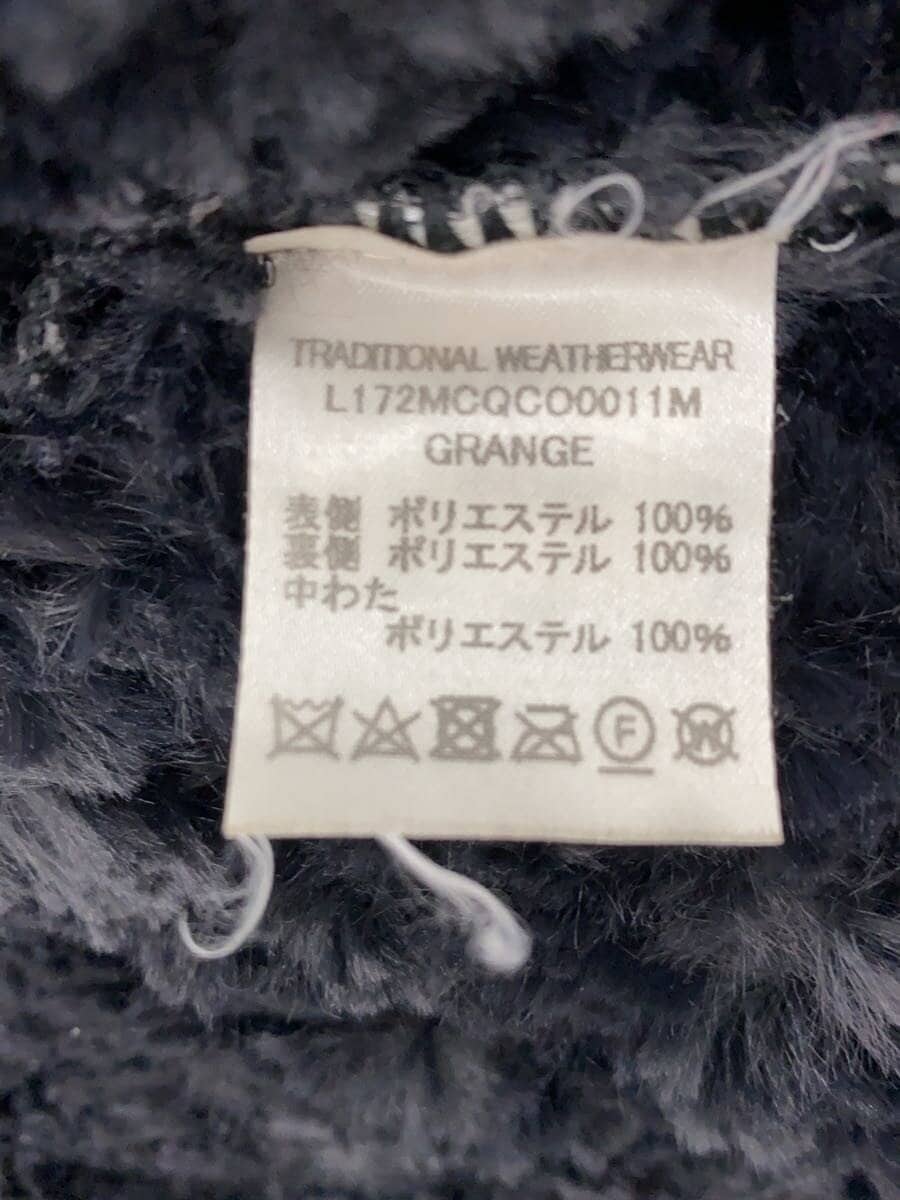 TRADITIONAL WEATHERWEAR
L172MCQCO0011M
GRANGE
表側 ポリエステル 100%
裏側 ポリエステル 100%
中わた
ポリエステル 100%
F
W